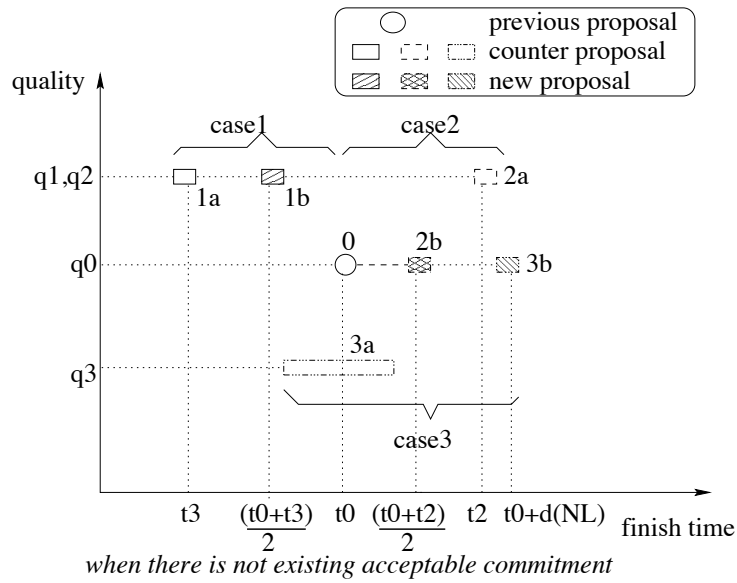 previous proposal
counter proposal
new proposal
quality
case1
case2
q1,q2
1a
1b
2a
0
2b
q0
3b
3a
q3
case3
t3
(t0+t3)
2
t0
(t0+t2)
2
t2
t0+d(NL)
finish time
when there is not existing acceptable commitment